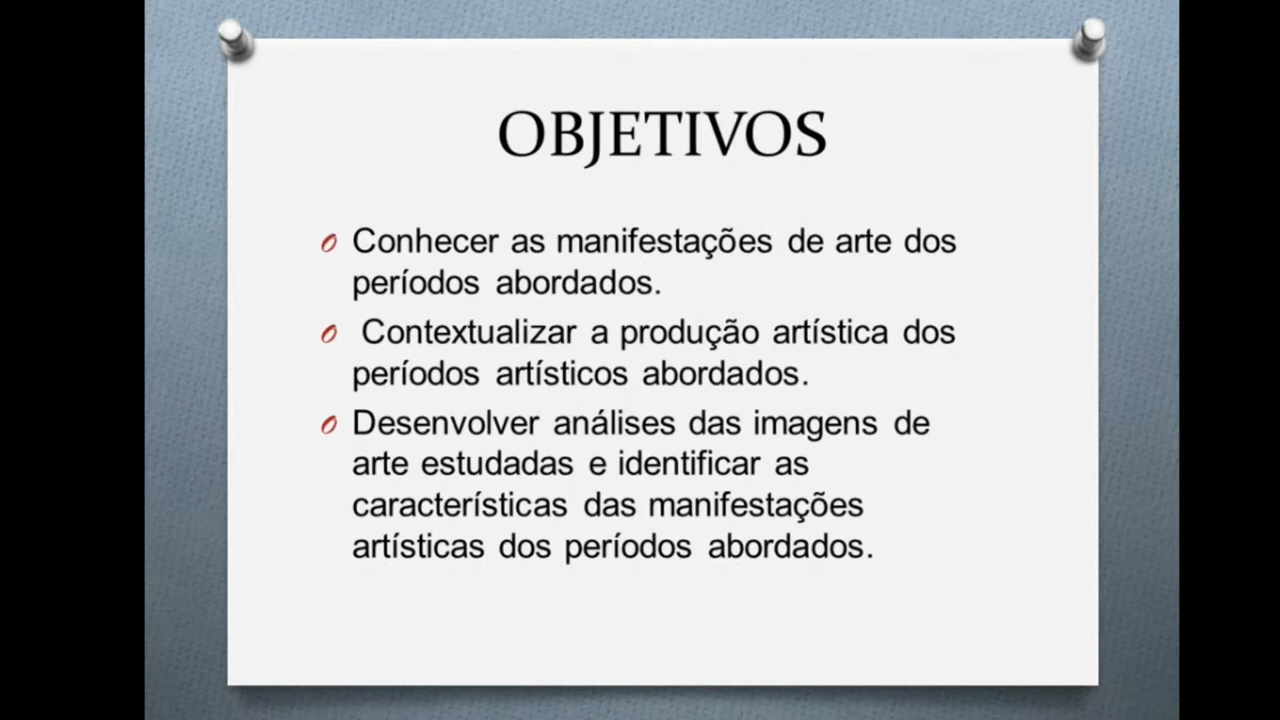 OBJETIVOS
Conhecer as manifestações de arte dos
períodos abordados.
Contextualizar a produção artística dos
períodos artísticos abordados.
Desenvolver análises das imagens de
arte estudadas e identificar as
características das manifestações
artísticas dos períodos abordados.